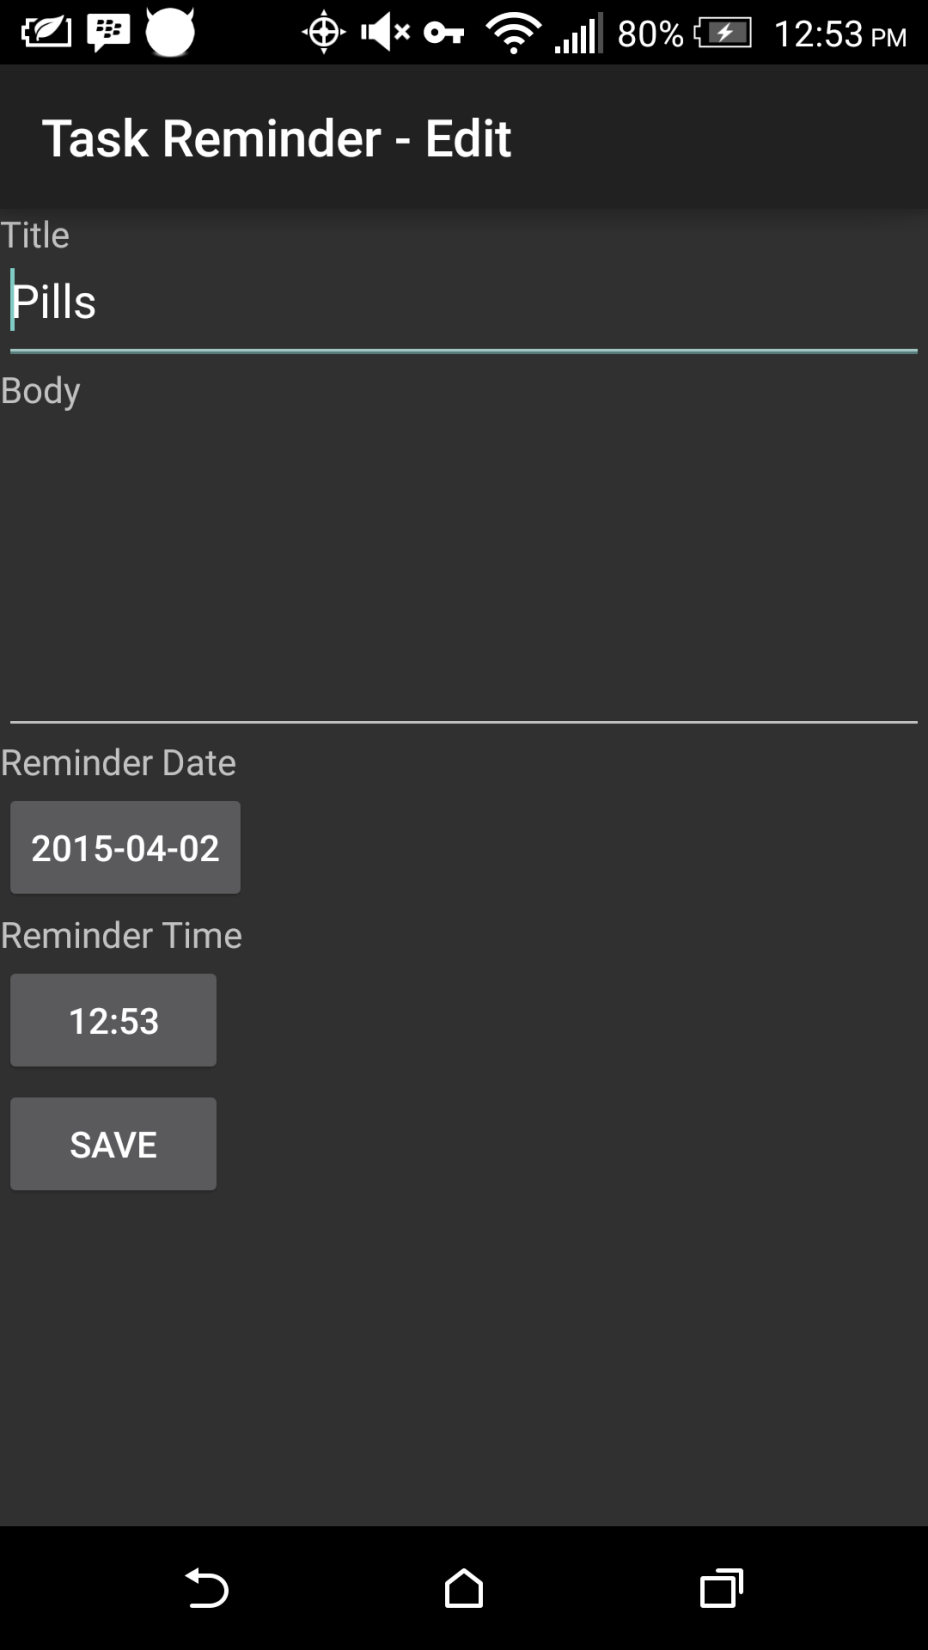 80% 12:53 PM
Task Reminder - Edit
Title
Pills
Body
Reminder Date
2015-04-02
Reminder Time
12:53
SAVE